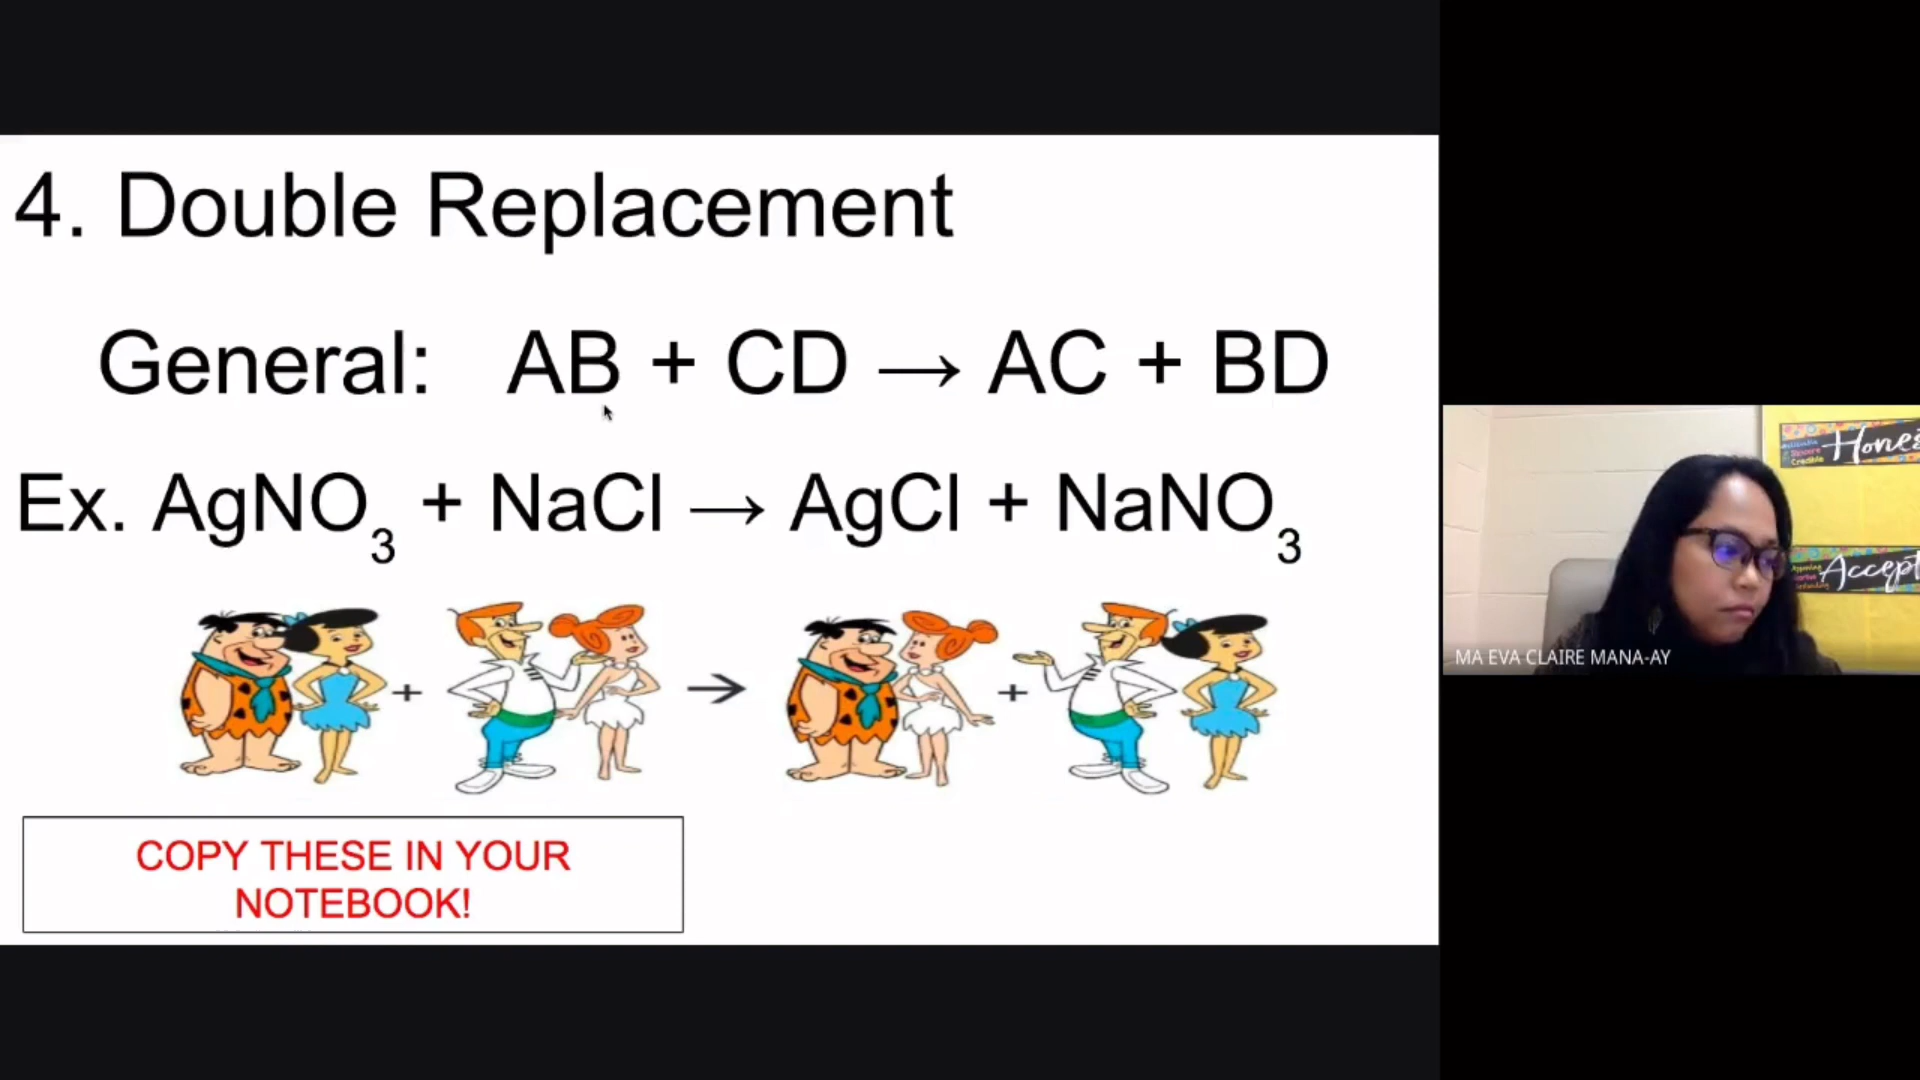 4. Double Replacement
General: AB + CD → AC + BD
Ex. AgNO₃ + NaCl → AgCl + NaNO₃
+ → +
COPY THESE IN YOUR
NOTEBOOK!
Hones
Credible
Accept
MA EVA CLAIRE MANA-AY